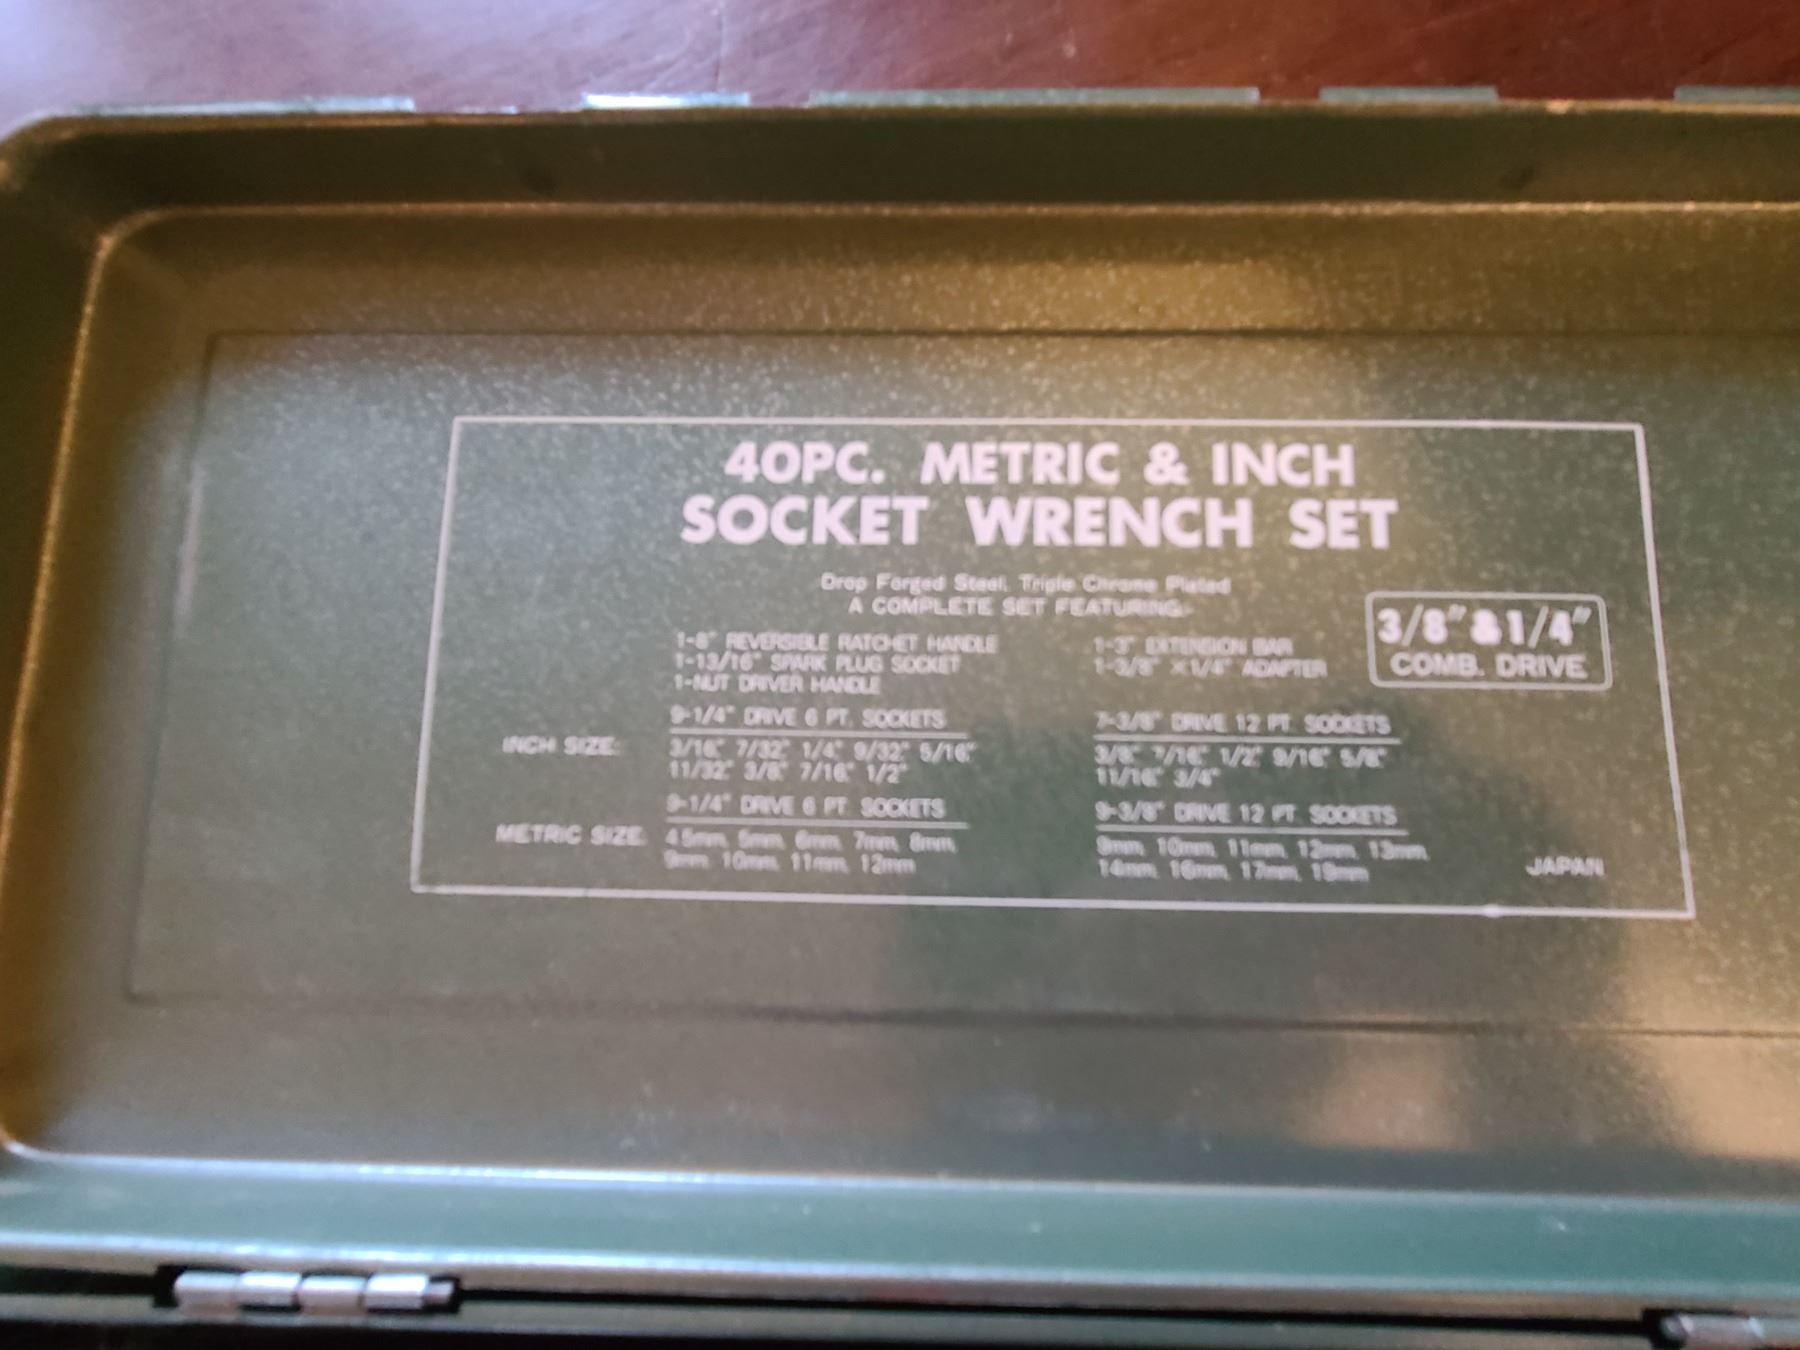 40PC. METRIC & INCH
SOCKET WRENCH SET
Drop Forged Steel. Triple Chrome Plated
A COMPLETE SET FEATURING:-
1-8" REVERSIBLE RATCHET HANDLE
1-13/16" SPARK PLUG SOCKET
1-NUT DRIVER HANDLE
1-3" EXTENSION BAR
1-3/8" ×1/4" ADAPTER
3/8" & 1/4"
COMB. DRIVE
INCH SIZE:
9-1/4" DRIVE 6 PT. SOCKETS
3/16", 7/32", 1/4", 9/32", 5/16"
11/32", 3/8", 7/16", 1/2"
7-3/8" DRIVE 12 PT. SOCKETS
3/8", 7/16", 1/2", 9/16", 5/8"
11/16", 3/4"
METRIC SIZE:
9-1/4" DRIVE 6 PT. SOCKETS
4.5mm, 5mm, 6mm, 7mm, 8mm,
9mm, 10mm, 11mm, 12mm
9-3/8" DRIVE 12 PT. SOCKETS
9mm, 10mm, 11mm, 12mm, 13mm,
14mm, 16mm, 17mm, 19mm
JAPAN